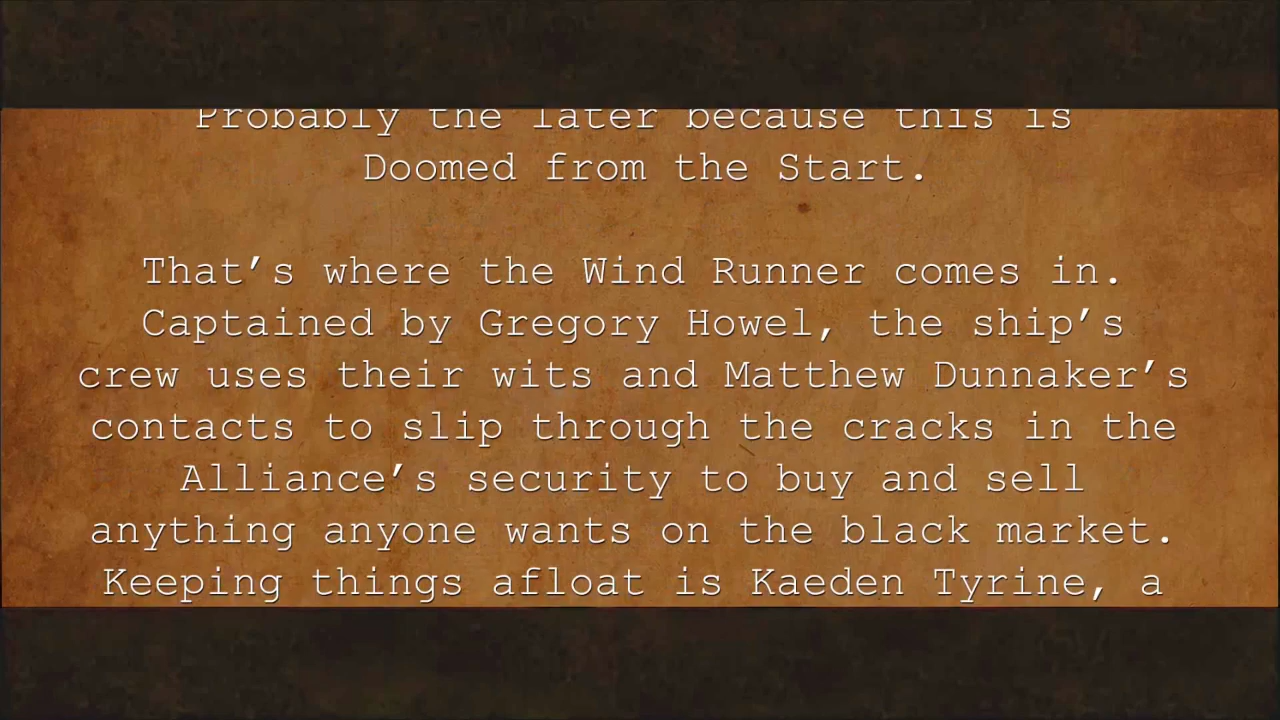 Probably the later because this is
Doomed from the Start.
That’s where the Wind Runner comes in.
Captained by Gregory Howel, the ship’s
crew uses their wits and Matthew Dunnaker’s
contacts to slip through the cracks in the
Alliance’s security to buy and sell
anything anyone wants on the black market.
Keeping things afloat is Kaeden Tyrine, a